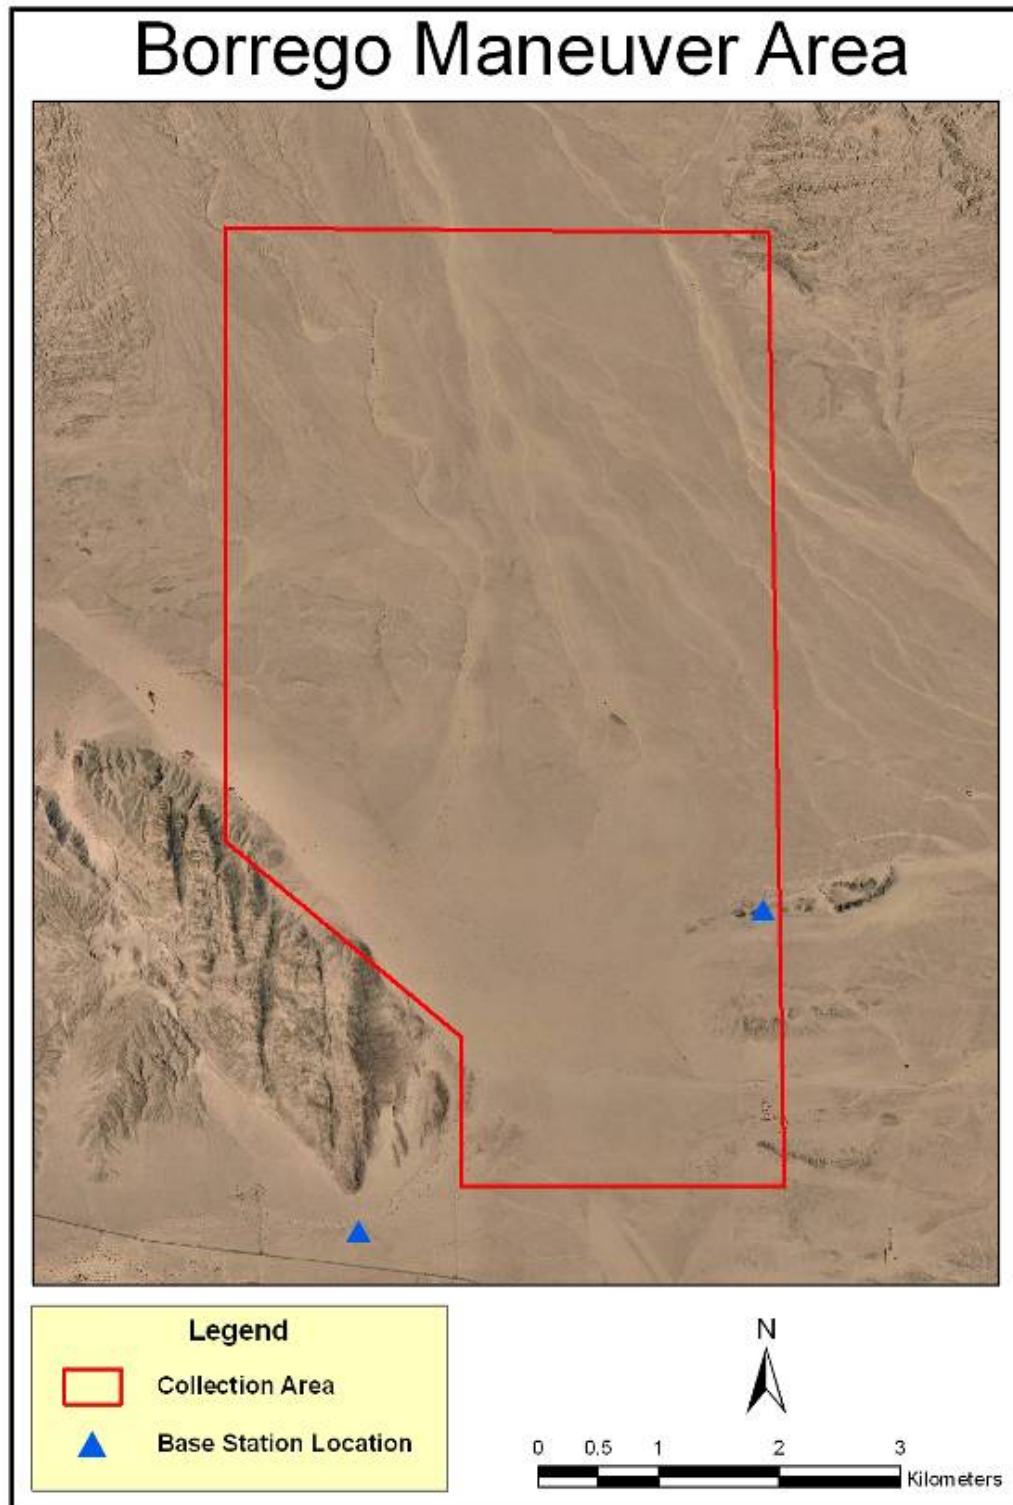 Borrego Maneuver Area
Legend
Collection Area
Base Station Location
N
0 0.5 1 2 3
Kilometers